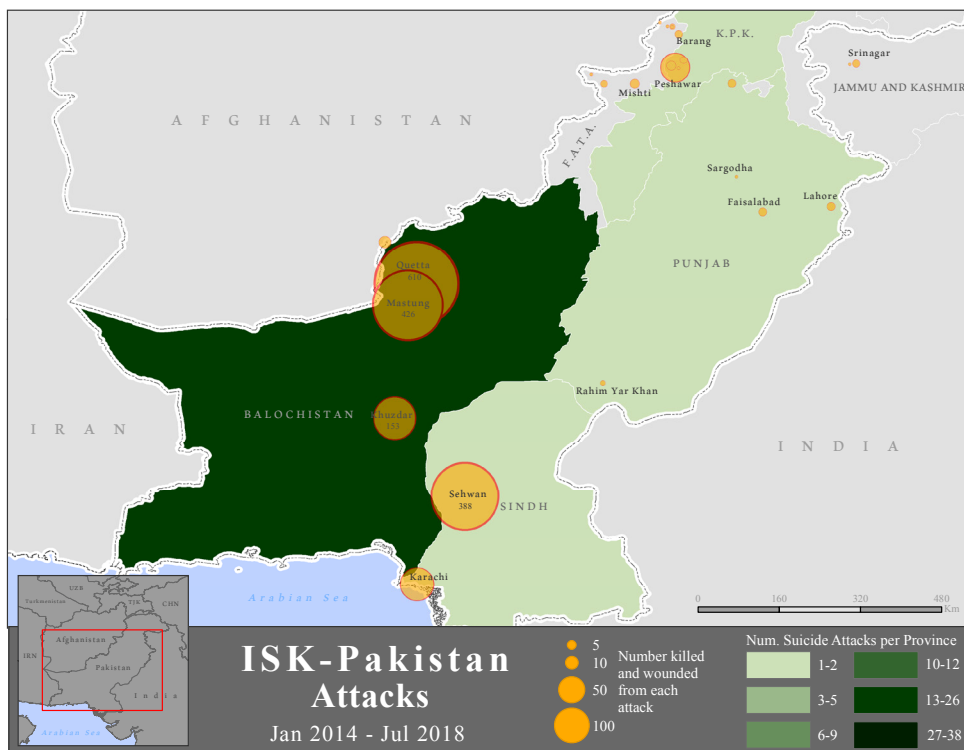 K.P.K.
Barang
Srinagar
Peshawar
Mishti
JAMMU AND KASHMIR
AFGHANISTAN
F.A.T.A.
Sargodha
Faisalabad
Lahore
PUNJAB
Quetta
610
Mastung
426
Rahim Yar Khan
BALOCHISTAN
Khuzdar
153
IRAN
INDIA
Sehwan
388
SINDH
Karachi
Arabian Sea
0 160 320 480
Km
UZB
Turkmenistan
TJK
CHN
Afghanistan
IRN
Pakistan
India
Arabian Sea
ISK-Pakistan
Attacks
Jan 2014 - Jul 2018
5
10
50
100
Number killed
and wounded
from each
attack
Num. Suicide Attacks per Province
1-2
3-5
6-9
10-12
13-26
27-38